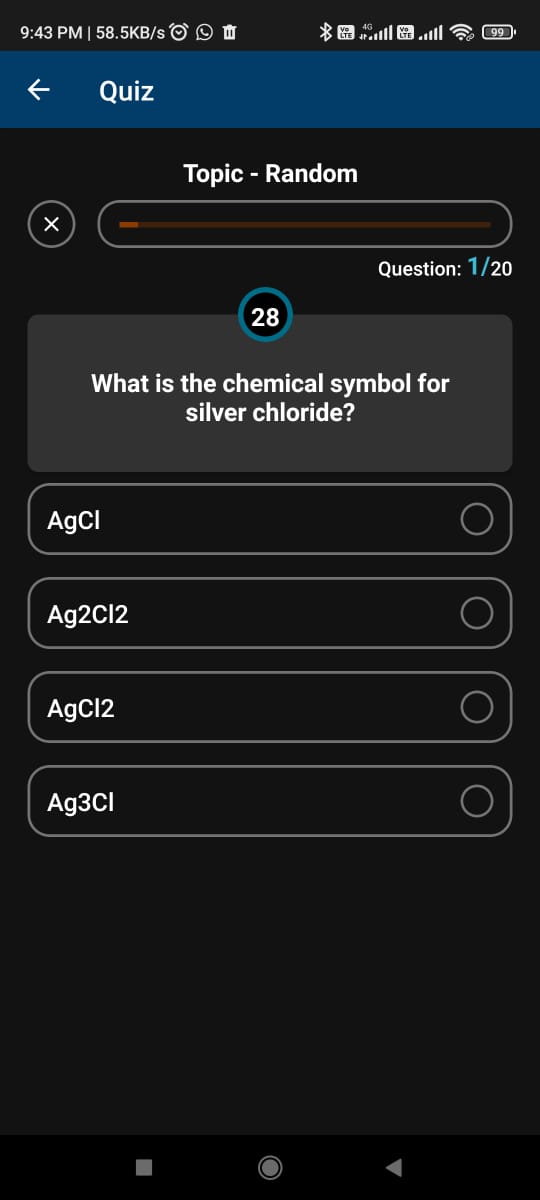 9:43 PM | 58.5KB/s
Vo LTE 4G Vo LTE 99
Quiz
Topic - Random
Question: 1/20
28
What is the chemical symbol for
silver chloride?
AgCl
Ag2Cl2
AgCl2
Ag3Cl